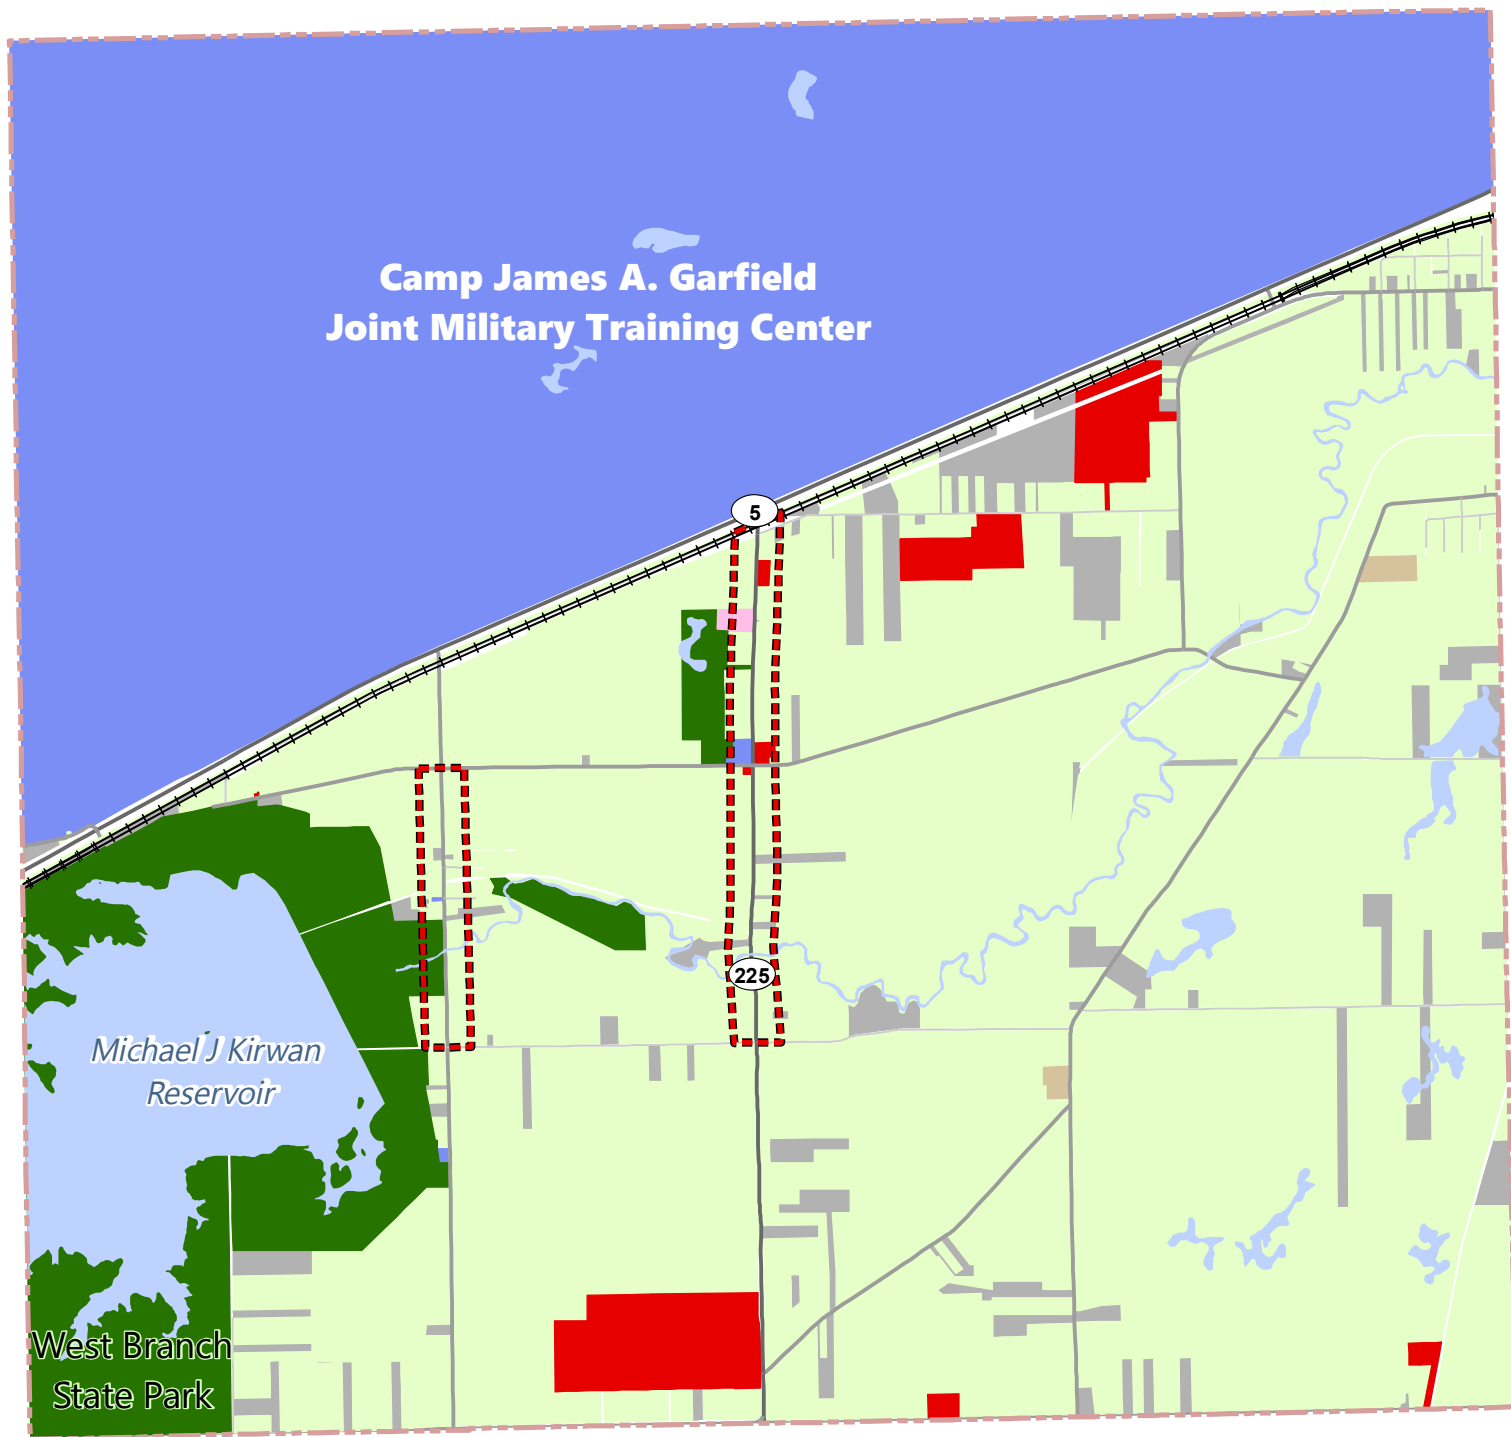 Camp James A. Garfield
Joint Military Training Center
5
225
Michael J Kirwan
Reservoir
West Branch
State Park